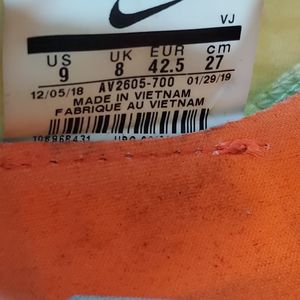 VJ
US UK EUR cm
9 8 42.5 27
12/05/18 AV2605-700 01/29/19
MADE IN VIETNAM
FABRIQUE AU VIETNAM